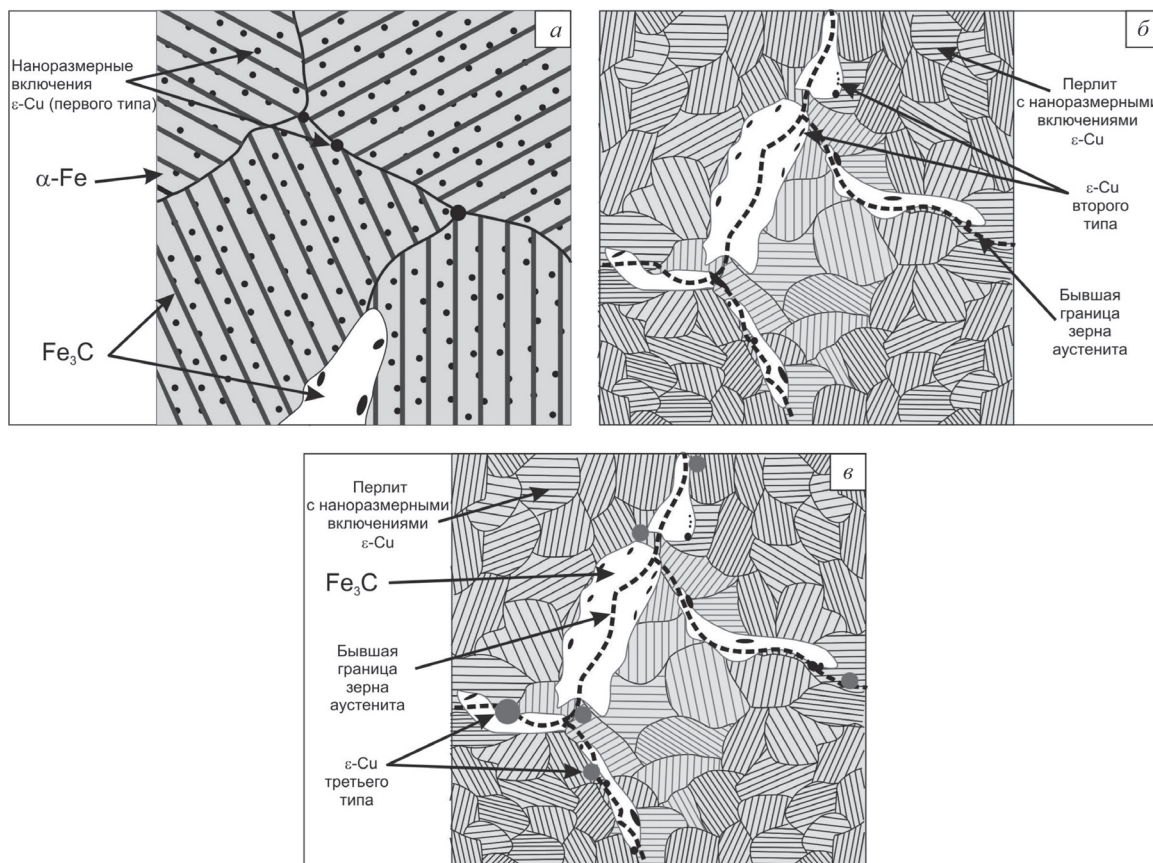 а
Наноразмерные
включения
ε-Cu (первого типа)
α-Fe
Fe₃C
б
Перлит
с наноразмерными
включениями
ε-Cu
ε-Cu
второго
типа
Бывшая
граница
зерна
аустенита
в
Перлит
с наноразмерными
включениями
ε-Cu
Fe₃C
Бывшая
граница
зерна
аустенита
ε-Cu
третьего
типа